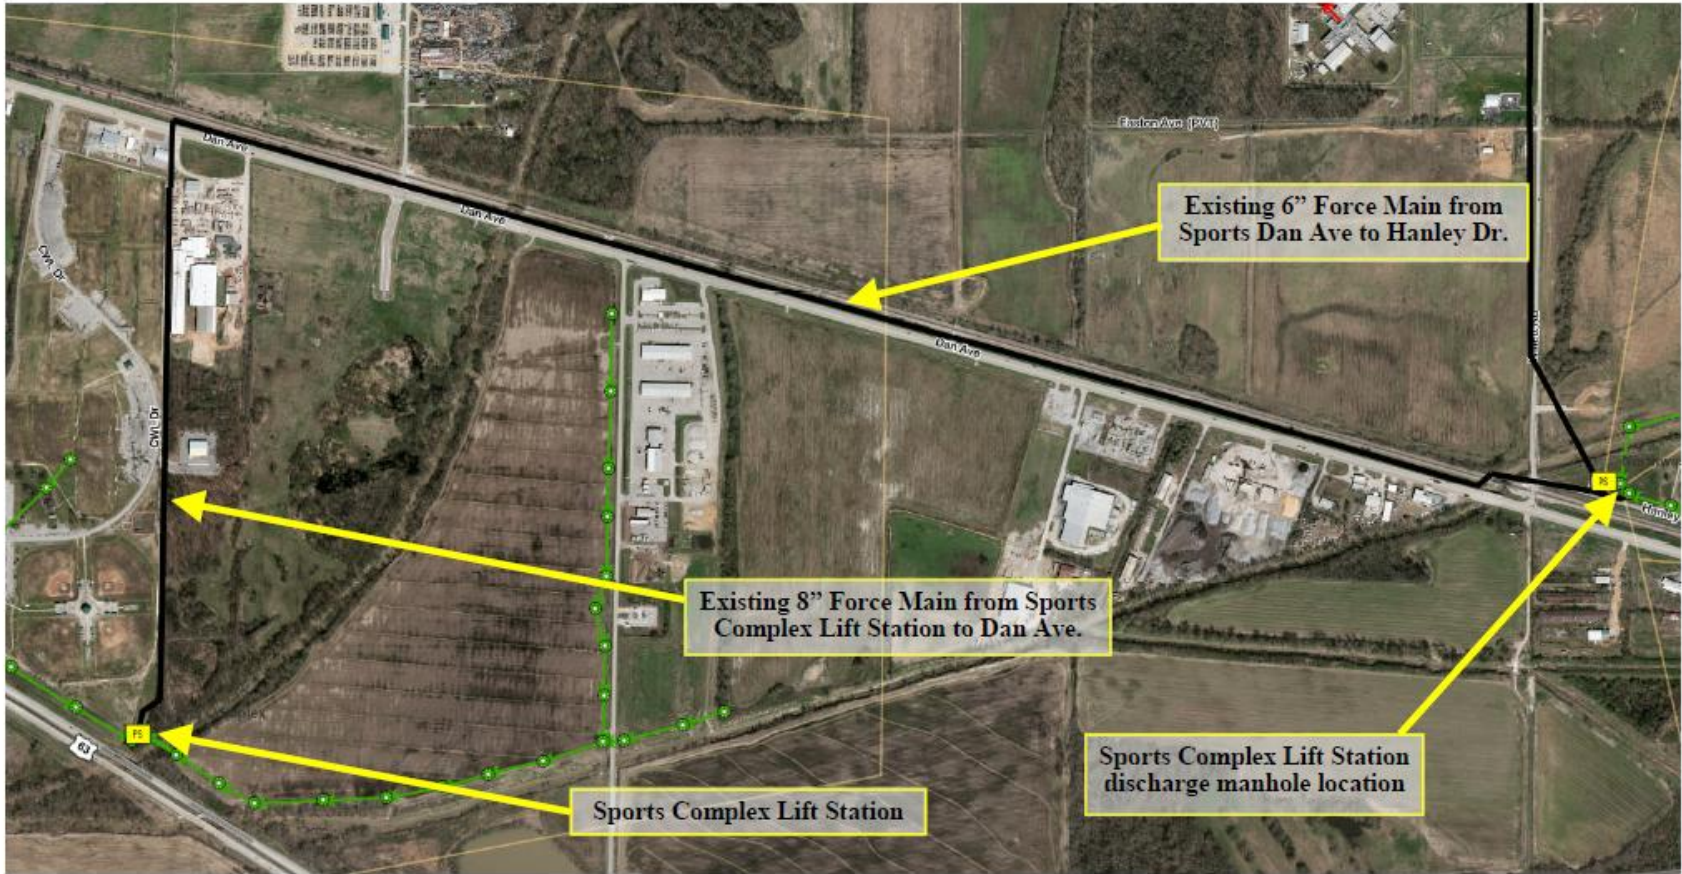 Dan Ave
Dan Ave
Existing 6” Force Main from
Sports Dan Ave to Hanley Dr.
CWL Dr
CWL Dr
Dan Ave
PS
Hanley
Existing 8” Force Main from Sports
Complex Lift Station to Dan Ave.
PS
63
Sports Complex Lift Station
discharge manhole location
Sports Complex Lift Station